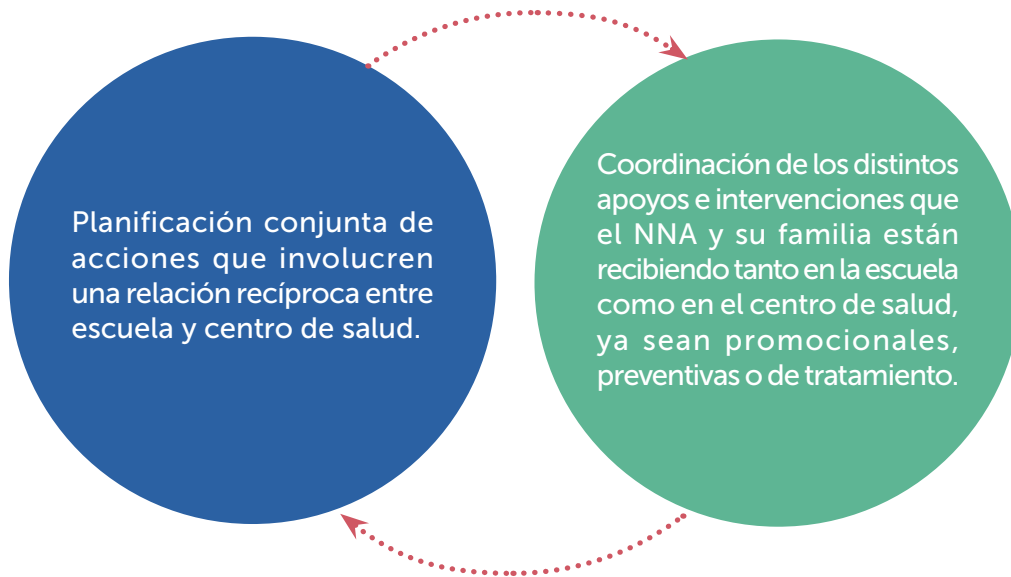 Planificación conjunta de
acciones que involucren
una relación recíproca entre
escuela y centro de salud.
Coordinación de los distintos
apoyos e intervenciones que
el NNA y su familia están
recibiendo tanto en la escuela
como en el centro de salud,
ya sean promocionales,
preventivas o de tratamiento.